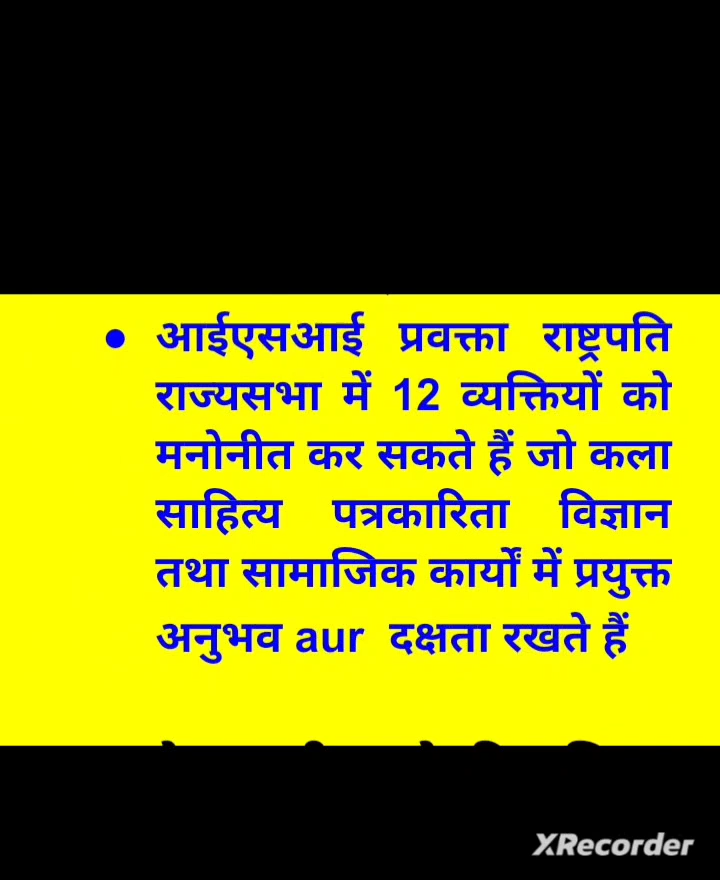 • आईएसआई प्रवक्ता राष्ट्रपति
राज्यसभा में 12 व्यक्तियों को
मनोनीत कर सकते हैं जो कला
साहित्य पत्रकारिता विज्ञान
तथा सामाजिक कार्यों में प्रयुक्त
अनुभव aur दक्षता रखते हैं
XRecorder